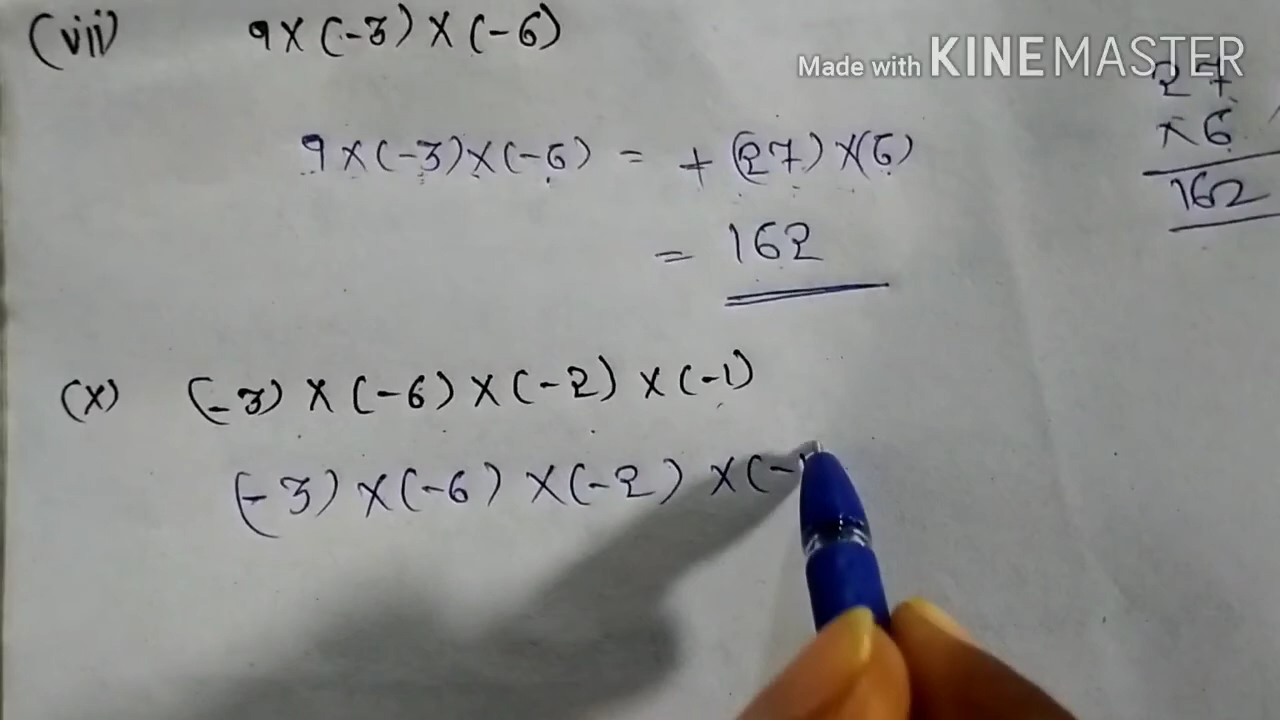 (vii) 9 × (-3) × (-6)
Made with KINEMASTER
27
× 6
162
9 × (-3) × (-6) = + (27) × (6)
= 162
(x) (-3) × (-6) × (-2) × (-1)
(-3) × (-6) × (-2) × (-